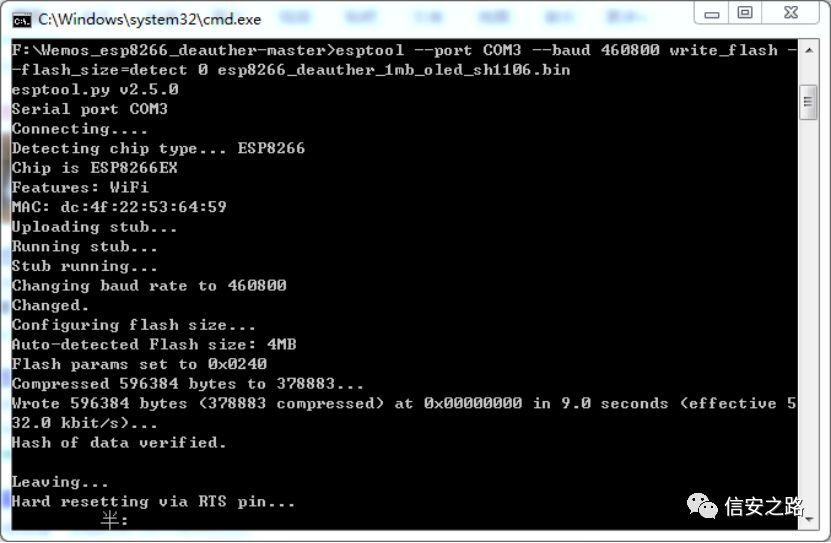 C:\Windows\system32\cmd.exe
F:\Wemos_esp8266_deauther-master>esptool --port COM3 --baud 460800 write_flash -
-flash_size=detect 0 esp8266_deauther_1mb_oled_sh1106.bin
esptool.py v2.5.0
Serial port COM3
Connecting....
Detecting chip type... ESP8266
Chip is ESP8266EX
Features: WiFi
MAC: dc:4f:22:53:64:59
Uploading stub...
Running stub...
Stub running...
Changing baud rate to 460800
Changed.
Configuring flash size...
Auto-detected Flash size: 4MB
Flash params set to 0x0240
Compressed 596384 bytes to 378883...
Wrote 596384 bytes (378883 compressed) at 0x00000000 in 9.0 seconds (effective 5
32.0 kbit/s)...
Hash of data verified.
Leaving...
Hard resetting via RTS pin...
半:
信安之路